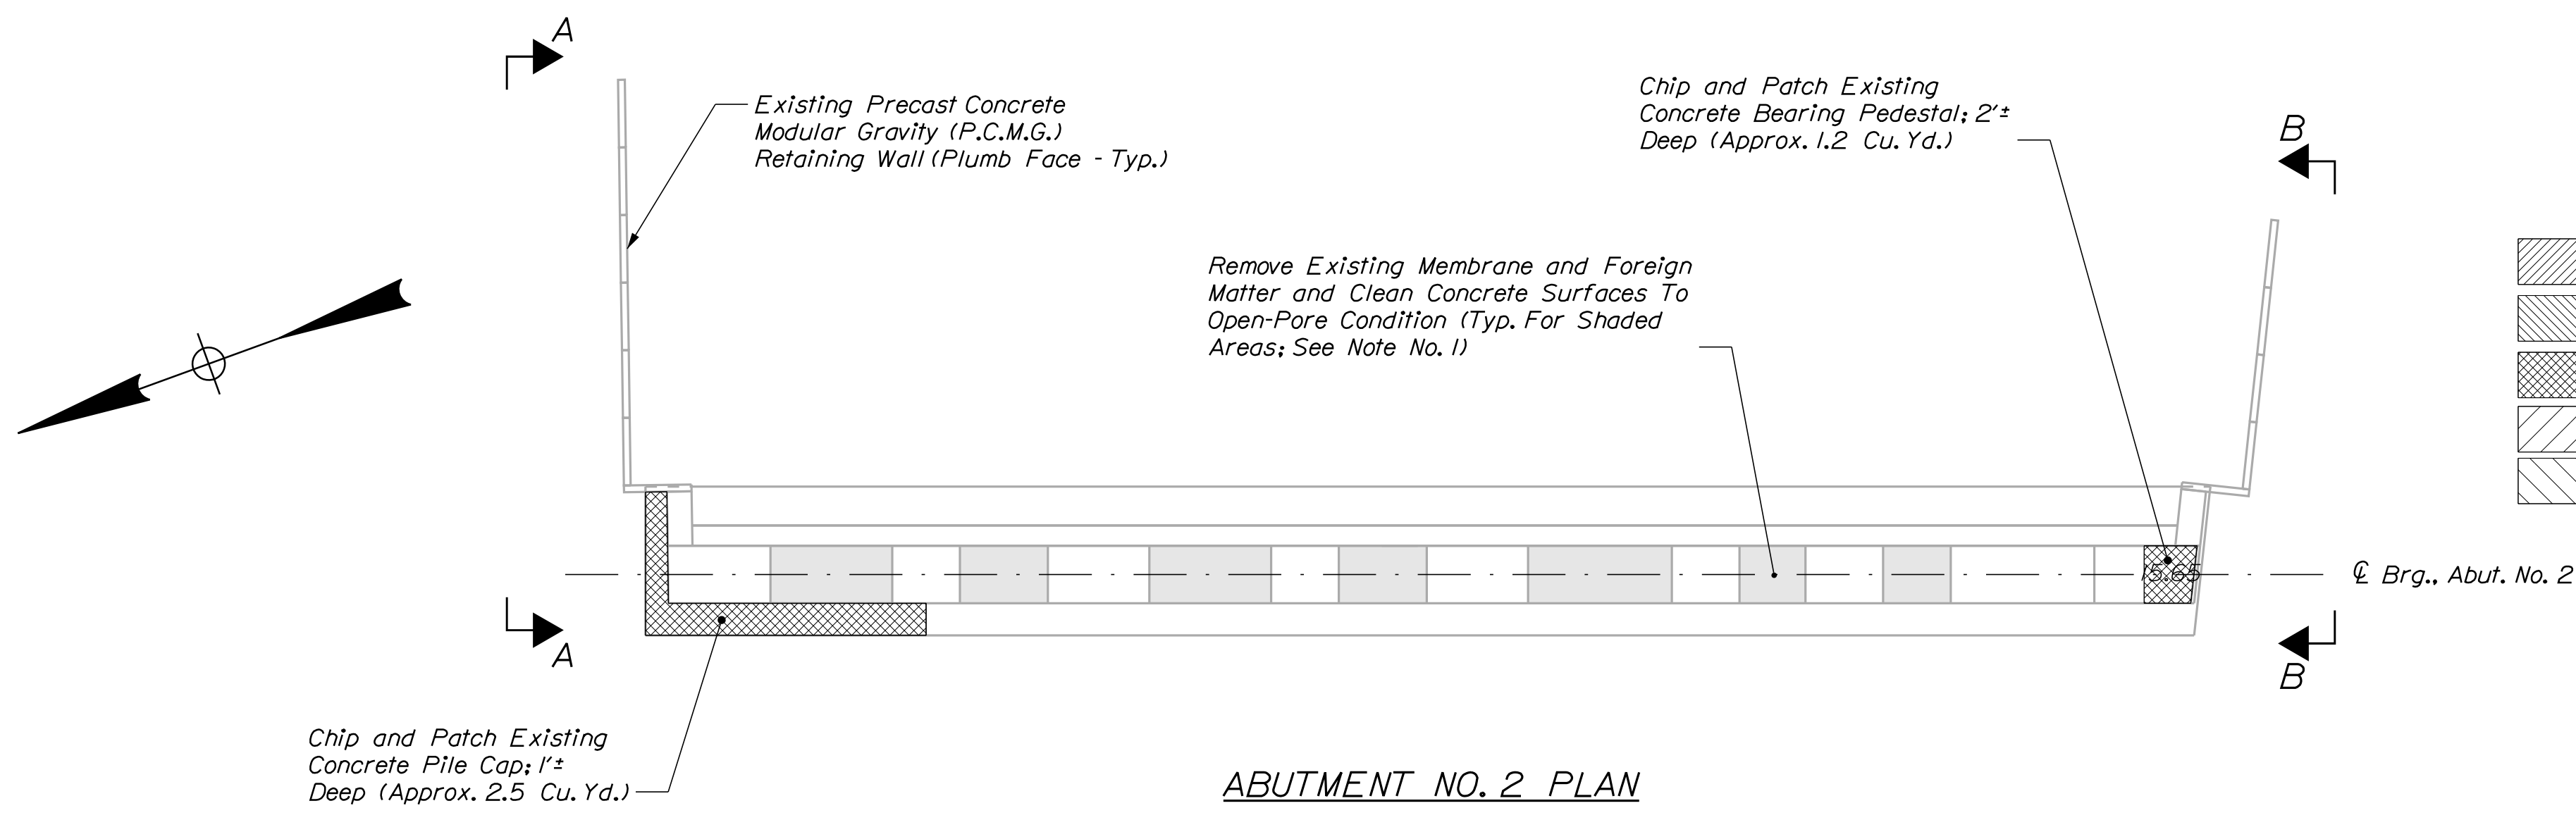 A
Existing Precast Concrete
Modular Gravity (P.C.M.G.)
Retaining Wall (Plumb Face - Typ.)
Chip and Patch Existing
Concrete Bearing Pedestal; 2'±
Deep (Approx. 1.2 Cu. Yd.)
B
Remove Existing Membrane and Foreign
Matter and Clean Concrete Surfaces To
Open-Pore Condition (Typ. For Shaded
Areas; See Note No. 1)
15.65
℄ Brg., Abut. No. 2
A
B
Chip and Patch Existing
Concrete Pile Cap; 1'±
Deep (Approx. 2.5 Cu. Yd.)
ABUTMENT NO. 2 PLAN